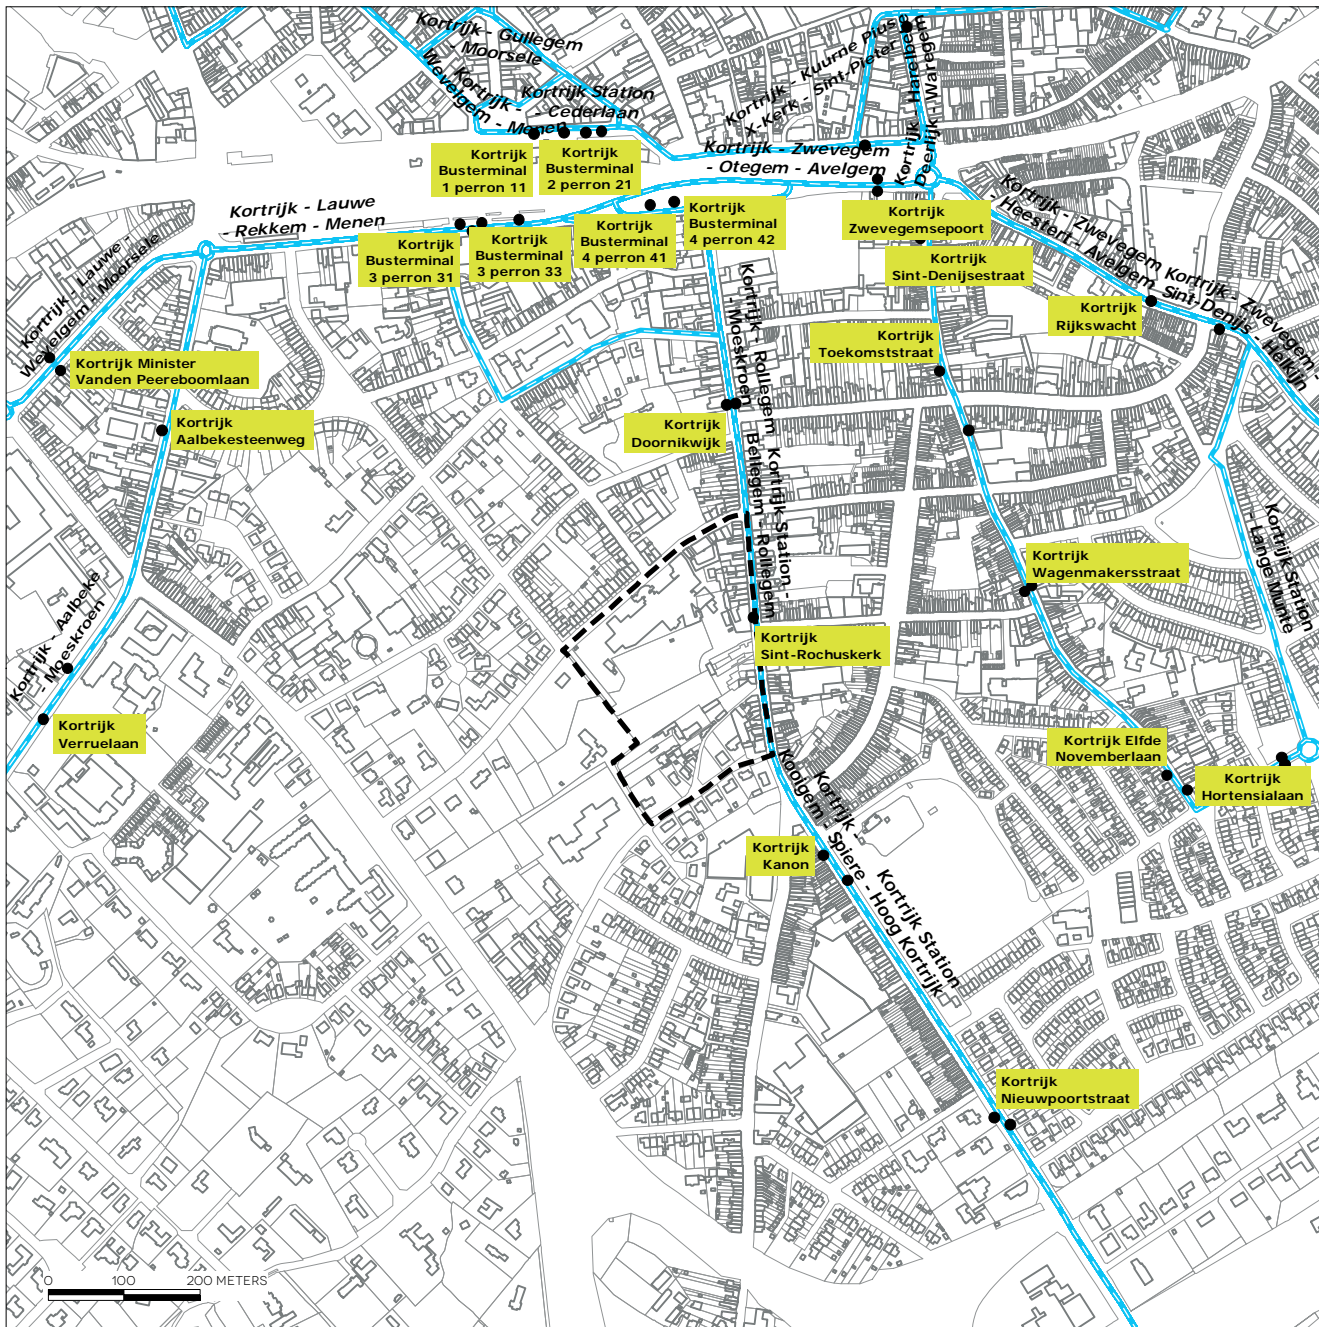 Kortrijk - Gullegem
- Moorsele
Kortrijk -
Wevelgem - Menen
Kortrijk Station
- Cederlaan
Kortrijk - Kuurne Pius
X-Kerk - Sint-Pieter
Kortrijk - Harelbeke
Deerlijk - Waregem
Kortrijk - Zwevegem
- Otegem - Avelgem
Kortrijk
Busterminal
1 perron 11
Kortrijk
Busterminal
2 perron 21
Kortrijk - Lauwe
- Rekkem - Menen
Kortrijk
Busterminal
3 perron 31
Kortrijk
Busterminal
3 perron 33
Kortrijk
Busterminal
4 perron 41
Kortrijk
Busterminal
4 perron 42
Kortrijk
Zwevegemsepoort
Kortrijk
Sint-Denijsestraat
Kortrijk - Zwevegem
- Heestert - Avelgem
Kortrijk - Zwevegem -
Sint-Denijs - Helkijn
Kortrijk - Lauwe -
Wevelgem - Moorsele
Kortrijk
Rijkswacht
Kortrijk
Toekomststraat
Kortrijk Minister
Vanden Peereboomlaan
Kortrijk
Aalbekesteenweg
Kortrijk - Rollegem
- Moeskroen
Kortrijk
Doornikwijk
Kortrijk Station -
Bellegem - Rollegem
Kortrijk
Wagenmakersstraat
Kortrijk Station
- Lange Munte
Kortrijk - Aalbeke
- Moeskroen
Kortrijk
Sint-Rochuskerk
Kortrijk
Verruelaan
Kortrijk Elfde
Novemberlaan
Kortrijk
Hortensialaan
Kortrijk -
Kooigem - Spiere
Kortrijk
Kanon
Kortrijk Station
- Hoog Kortrijk
Kortrijk
Nieuwpoortstraat
0 100 200 METERS